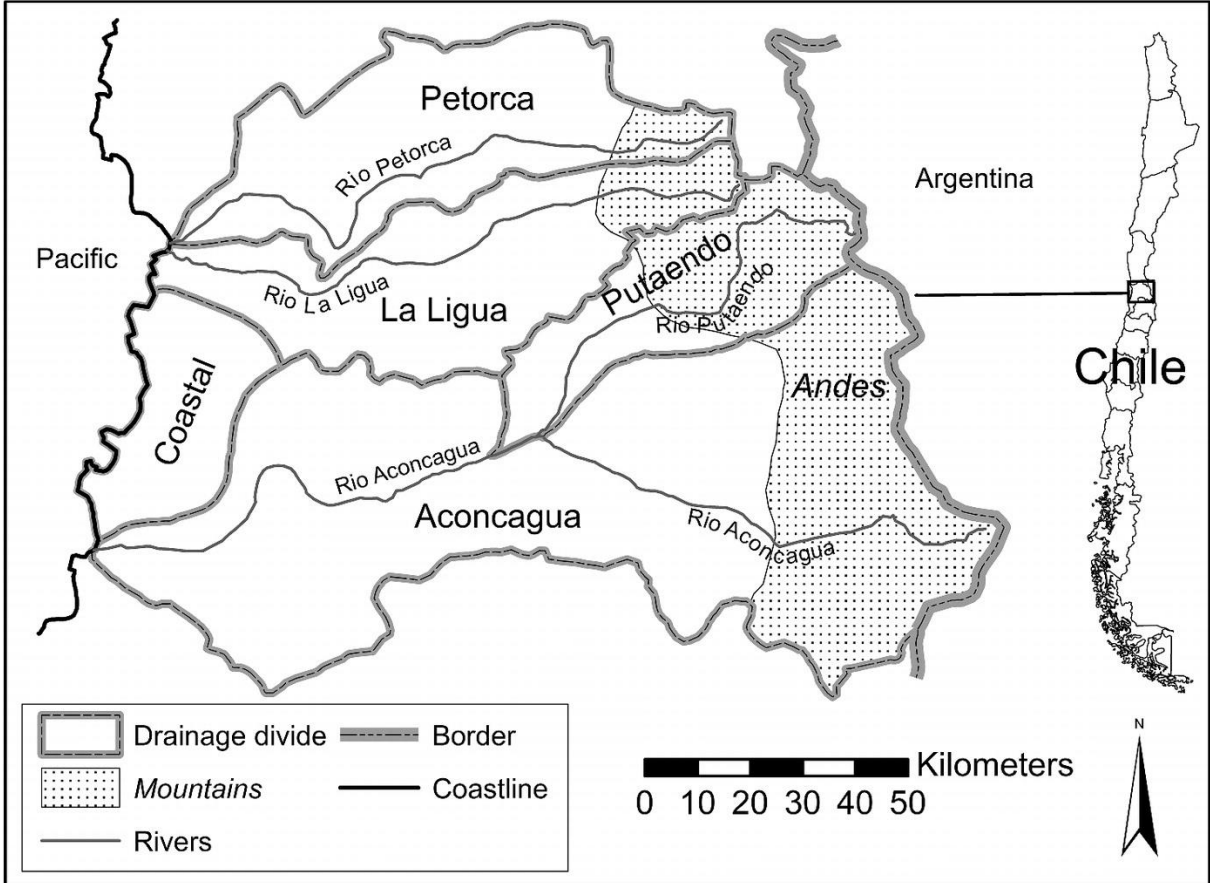 Petorca
Rio Petorca
Argentina
Pacific
Putaendo
Rio La Ligua
La Ligua
Rio Putaendo
Chile
Andes
Coastal
Rio Aconcagua
Aconcagua
Rio Aconcagua
Drainage divide
Border
Mountains
Coastline
Rivers
Kilometers
0 10 20 30 40 50
N